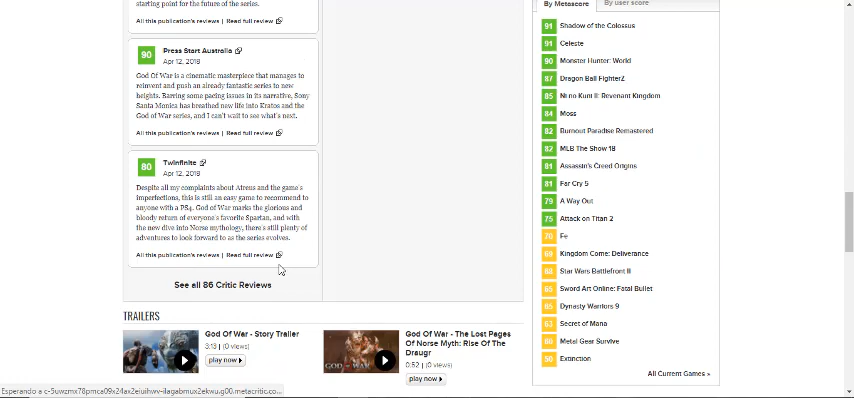 starting point for the future of the series.
All this publication's reviews | Read full review
90
Press Start Australia
Apr 12, 2018
God Of War is a cinematic masterpiece that manages to
reinvent and push an already fantastic series to new
heights. Barring some pacing issues in its narrative, Sony
Santa Monica has breathed new life into Kratos and the
God of War series, and I can't wait to see what's next.
All this publication's reviews | Read full review
80
Twinfinite
Apr 12, 2018
Despite all my complaints about Atreus and the game's
imperfections, this is still an easy game to recommend to
anyone with a PS4. God of War marks the glorious and
bloody return of everyone's favorite Spartan, and with
the new dive into Norse mythology, there's still plenty of
adventures to look forward to as the series evolves.
All this publication's reviews | Read full review
See all 86 Critic Reviews
TRAILERS
God Of War - Story Trailer
3:13 | (0 views)
play now
God Of War - The Lost Pages
Of Norse Myth: Rise Of The
Draugr
0:52 | (0 views)
play now
By Metascore
By user score
91 Shadow of the Colossus
91 Celeste
90 Monster Hunter: World
87 Dragon Ball FighterZ
85 Ni no Kuni II: Revenant Kingdom
84 Moss
82 Burnout Paradise Remastered
82 MLB The Show 18
81 Assassin's Creed Origins
81 Far Cry 5
79 A Way Out
75 Attack on Titan 2
70 Fe
69 Kingdom Come: Deliverance
68 Star Wars Battlefront II
65 Sword Art Online: Fatal Bullet
65 Dynasty Warriors 9
63 Secret of Mana
60 Metal Gear Survive
50 Extinction
All Current Games »